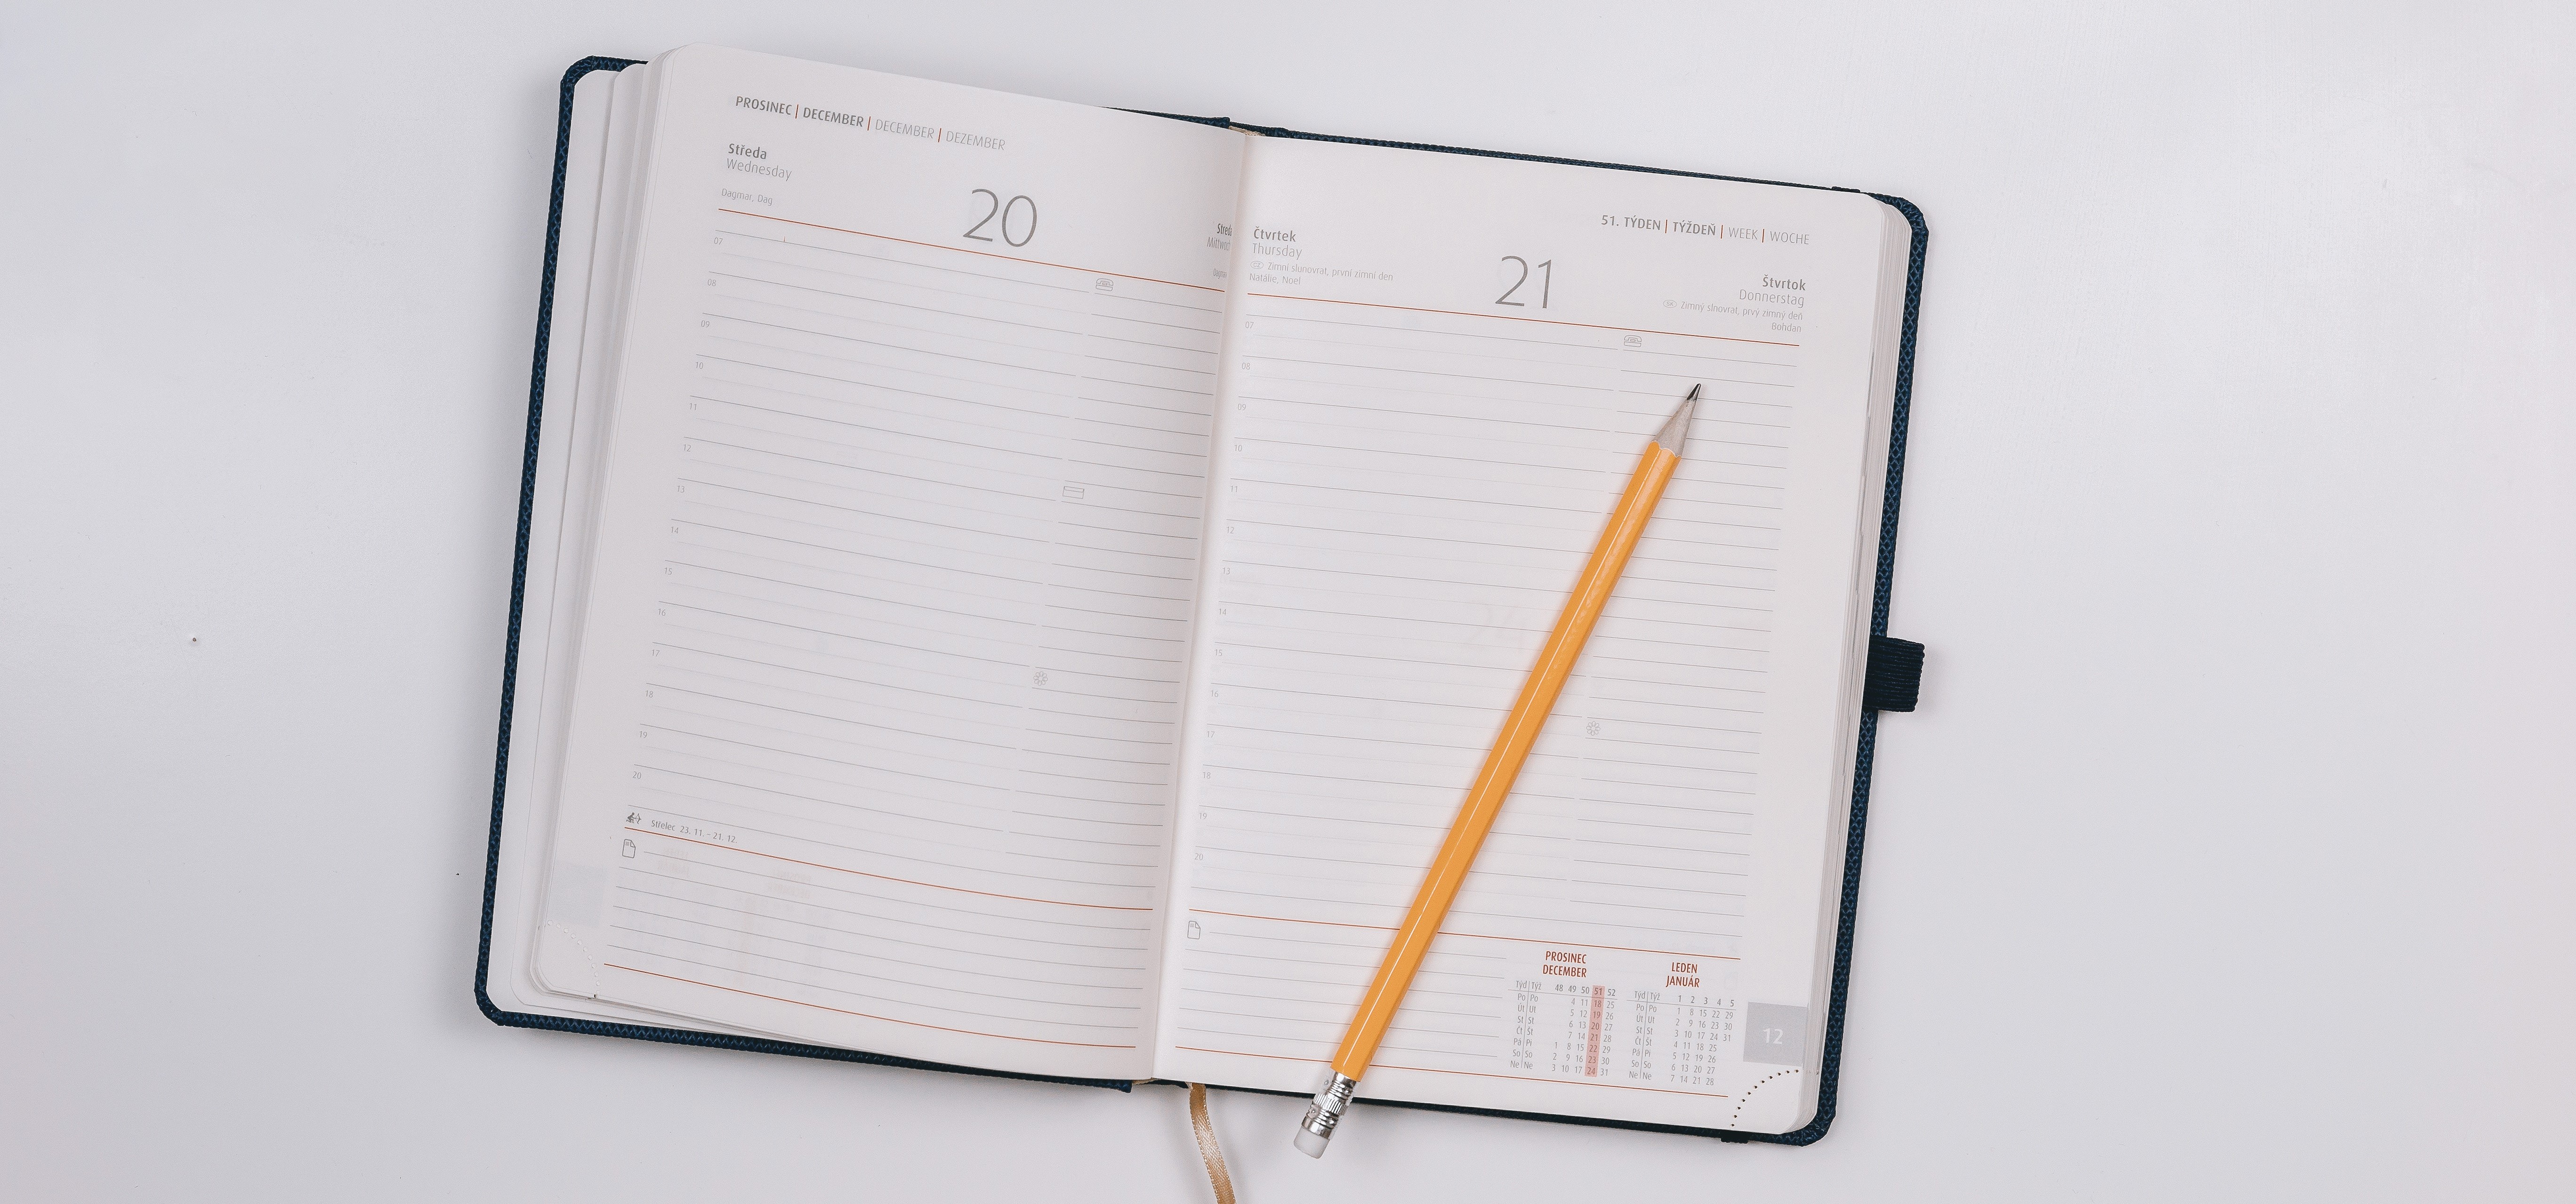 PROSINEC | DECEMBER | DECEMBER | DEZEMBER
Středa
Wednesday
Dagmar, Dag
20
Streda
07
08
09
10
11
12
13
14
15
16
17
18
19
20
Střelec 23. 11. – 21. 12.
51. TÝDEN | TÝŽDEŇ | WEEK | WOCHE
Čtvrtek
Thursday
CZ Zimní slunovrat, první zimní den
Natálie, Noel
21
Štvrtok
Donnerstag
SK Zimný slnovrat, prvý zimný deň
Bohdan
07
08
09
10
11
12
13
14
15
16
17
18
19
20
PROSINEC
DECEMBER
Týd | Týž 48 49 50 51 52
Po | Po 4 11 18 25
Út | Ut 5 12 19 26
St | St 6 13 20 27
Čt | Št 7 14 21 28
Pá | Pi 1 8 15 22 29
So | So 2 9 16 23 30
Ne | Ne 3 10 17 24 31
LEDEN
JANUÁR
Týd | Týž 1 2 3 4 5
Po | Po 1 8 15 22 29
Út | Ut 2 9 16 23 30
St | St 3 10 17 24 31
Čt | Št 4 11 18 25
Pá | Pi 5 12 19 26
So | So 6 13 20 27
Ne | Ne 7 14 21 28
12